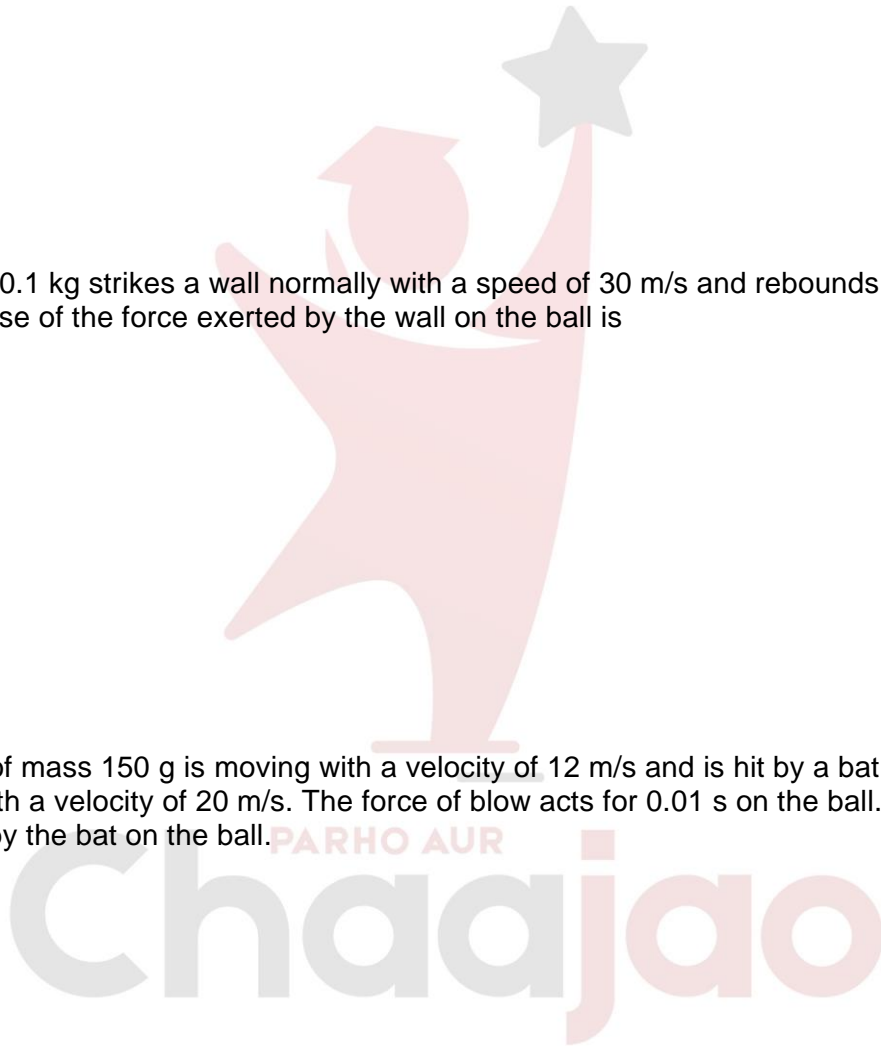 0.1 kg strikes a wall normally with a speed of 30 m/s and rebounds
se of the force exerted by the wall on the ball is
of mass 150 g is moving with a velocity of 12 m/s and is hit by a bat
th a velocity of 20 m/s. The force of blow acts for 0.01 s on the ball.
by the bat on the ball.
PARHO AUR
Chaajao